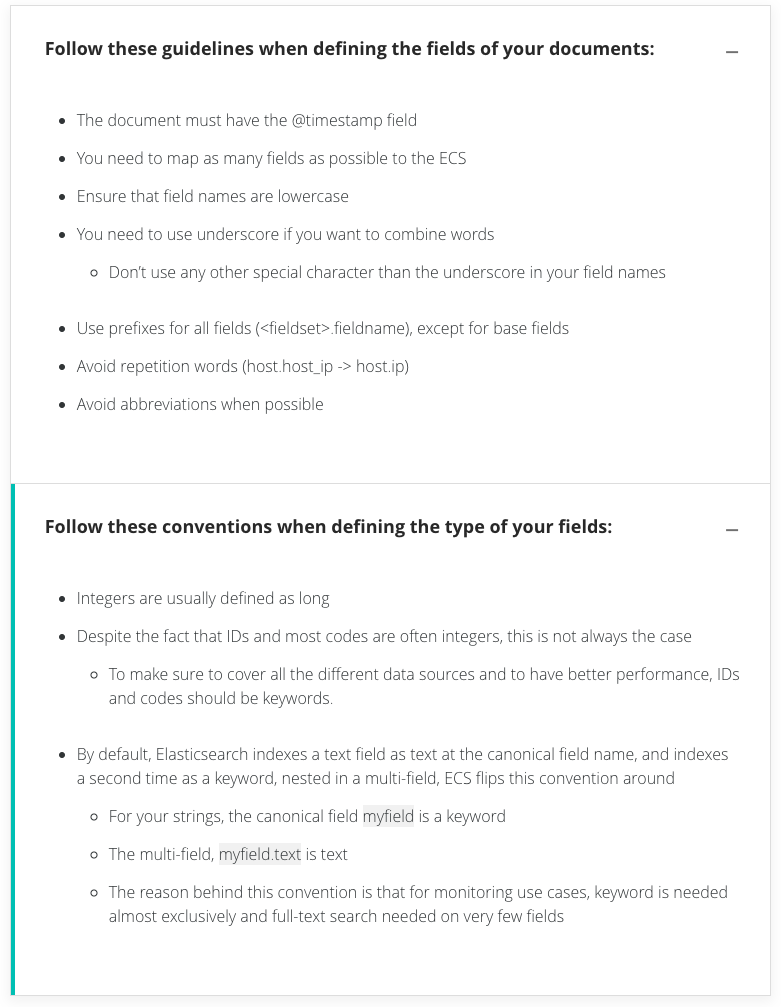 Follow these guidelines when defining the fields of your documents:
The document must have the @timestamp field
You need to map as many fields as possible to the ECS
Ensure that field names are lowercase
You need to use underscore if you want to combine words
Don't use any other special character than the underscore in your field names
Use prefixes for all fields (<fieldset>.fieldname), except for base fields
Avoid repetition words (host.host_ip -> host.ip)
Avoid abbreviations when possible
Follow these conventions when defining the type of your fields:
Integers are usually defined as long
Despite the fact that IDs and most codes are often integers, this is not always the case
To make sure to cover all the different data sources and to have better performance, IDs
and codes should be keywords.
By default, Elasticsearch indexes a text field as text at the canonical field name, and indexes
a second time as a keyword, nested in a multi-field, ECS flips this convention around
For your strings, the canonical field myfield is a keyword
The multi-field, myfield.text is text
The reason behind this convention is that for monitoring use cases, keyword is needed
almost exclusively and full-text search needed on very few fields